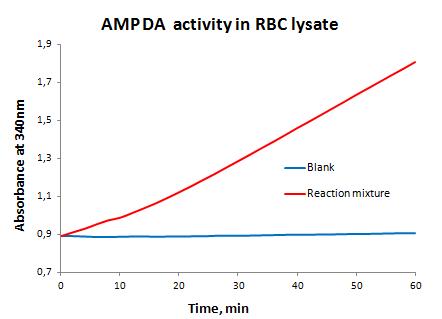 AMPDA activity in RBC lysate
Absorbance at 340nm
1,9
1,7
1,5
1,3
1,1
0,9
0,7
Blank
Reaction mixture
0 10 20 30 40 50 60
Time, min